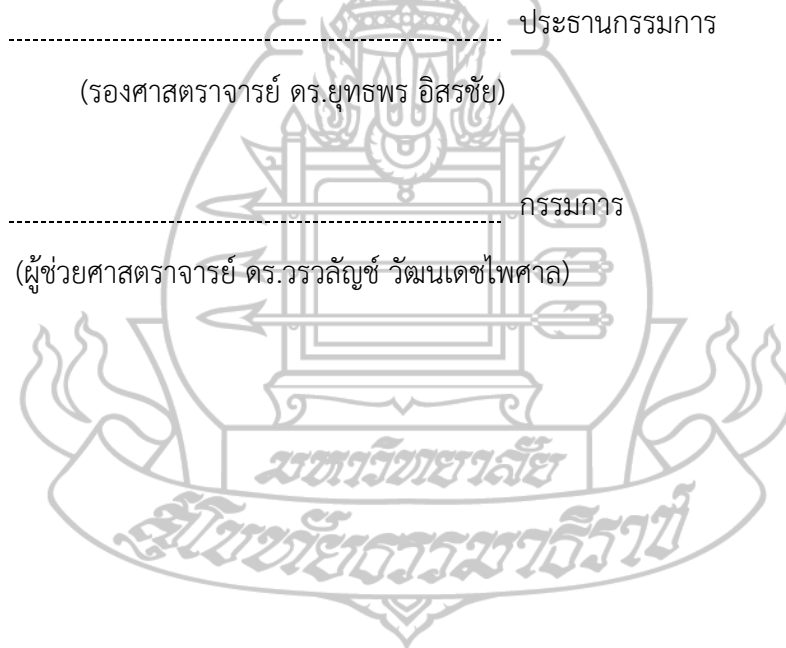 ประธานกรรมการ
(รองศาสตราจารย์ ดร.ยุทธพร อิสรชัย)
กรรมการ
(ผู้ช่วยศาสตราจารย์ ดร.วรวลัญช์ วัฒนเดชไพศาล)
มหาวิทยาลัย
สุโขทัยธรรมาธิราช